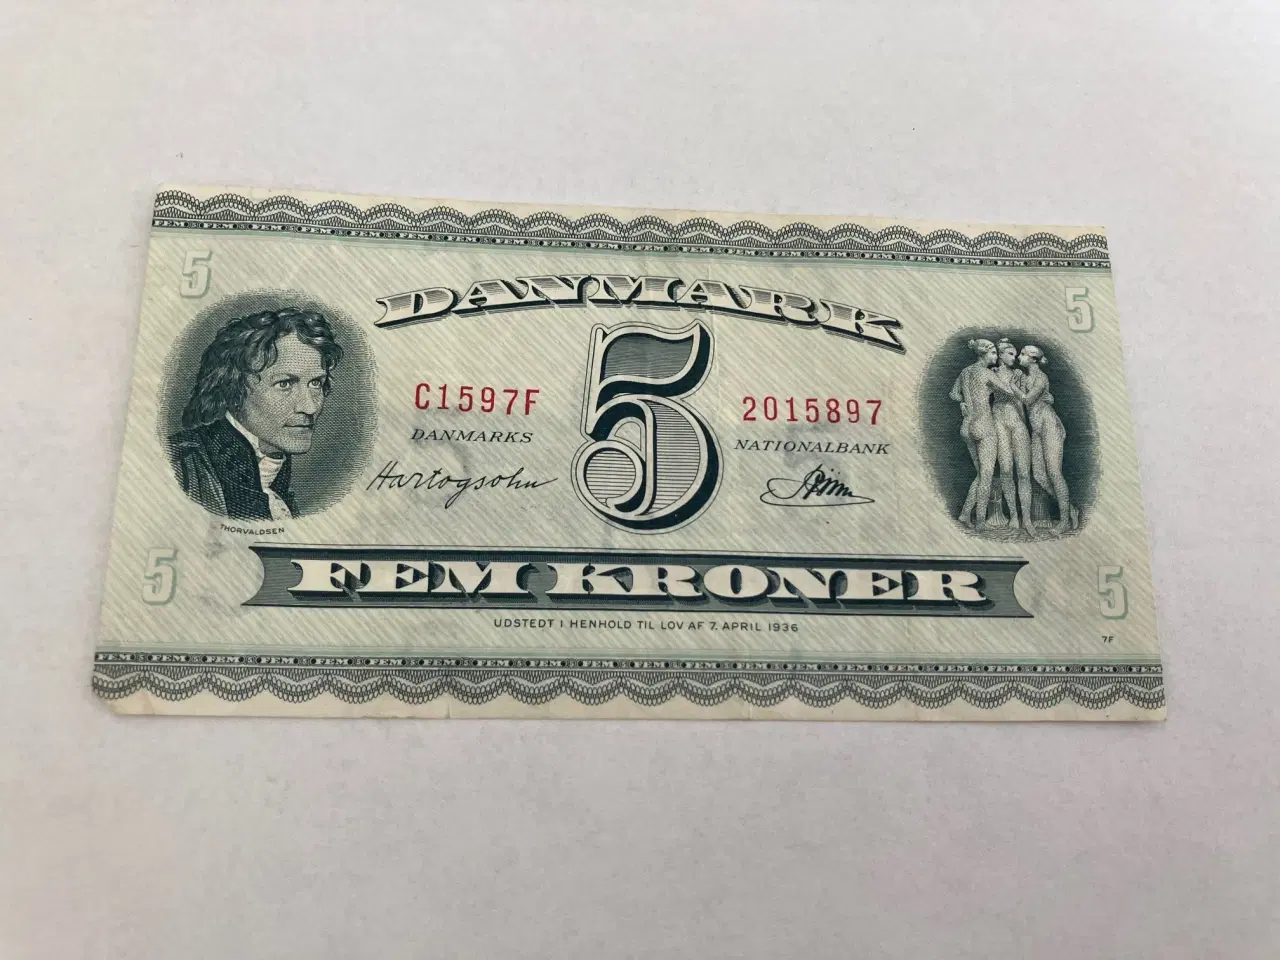 5
DANMARK
5
5
C1597F
2015897
DANMARKS
NATIONALBANK
Hartogsohn
THORVALDSEN
5
FEM KRONER
5
UDSTEDT I HENHOLD TIL LOV AF 7. APRIL 1936
7F